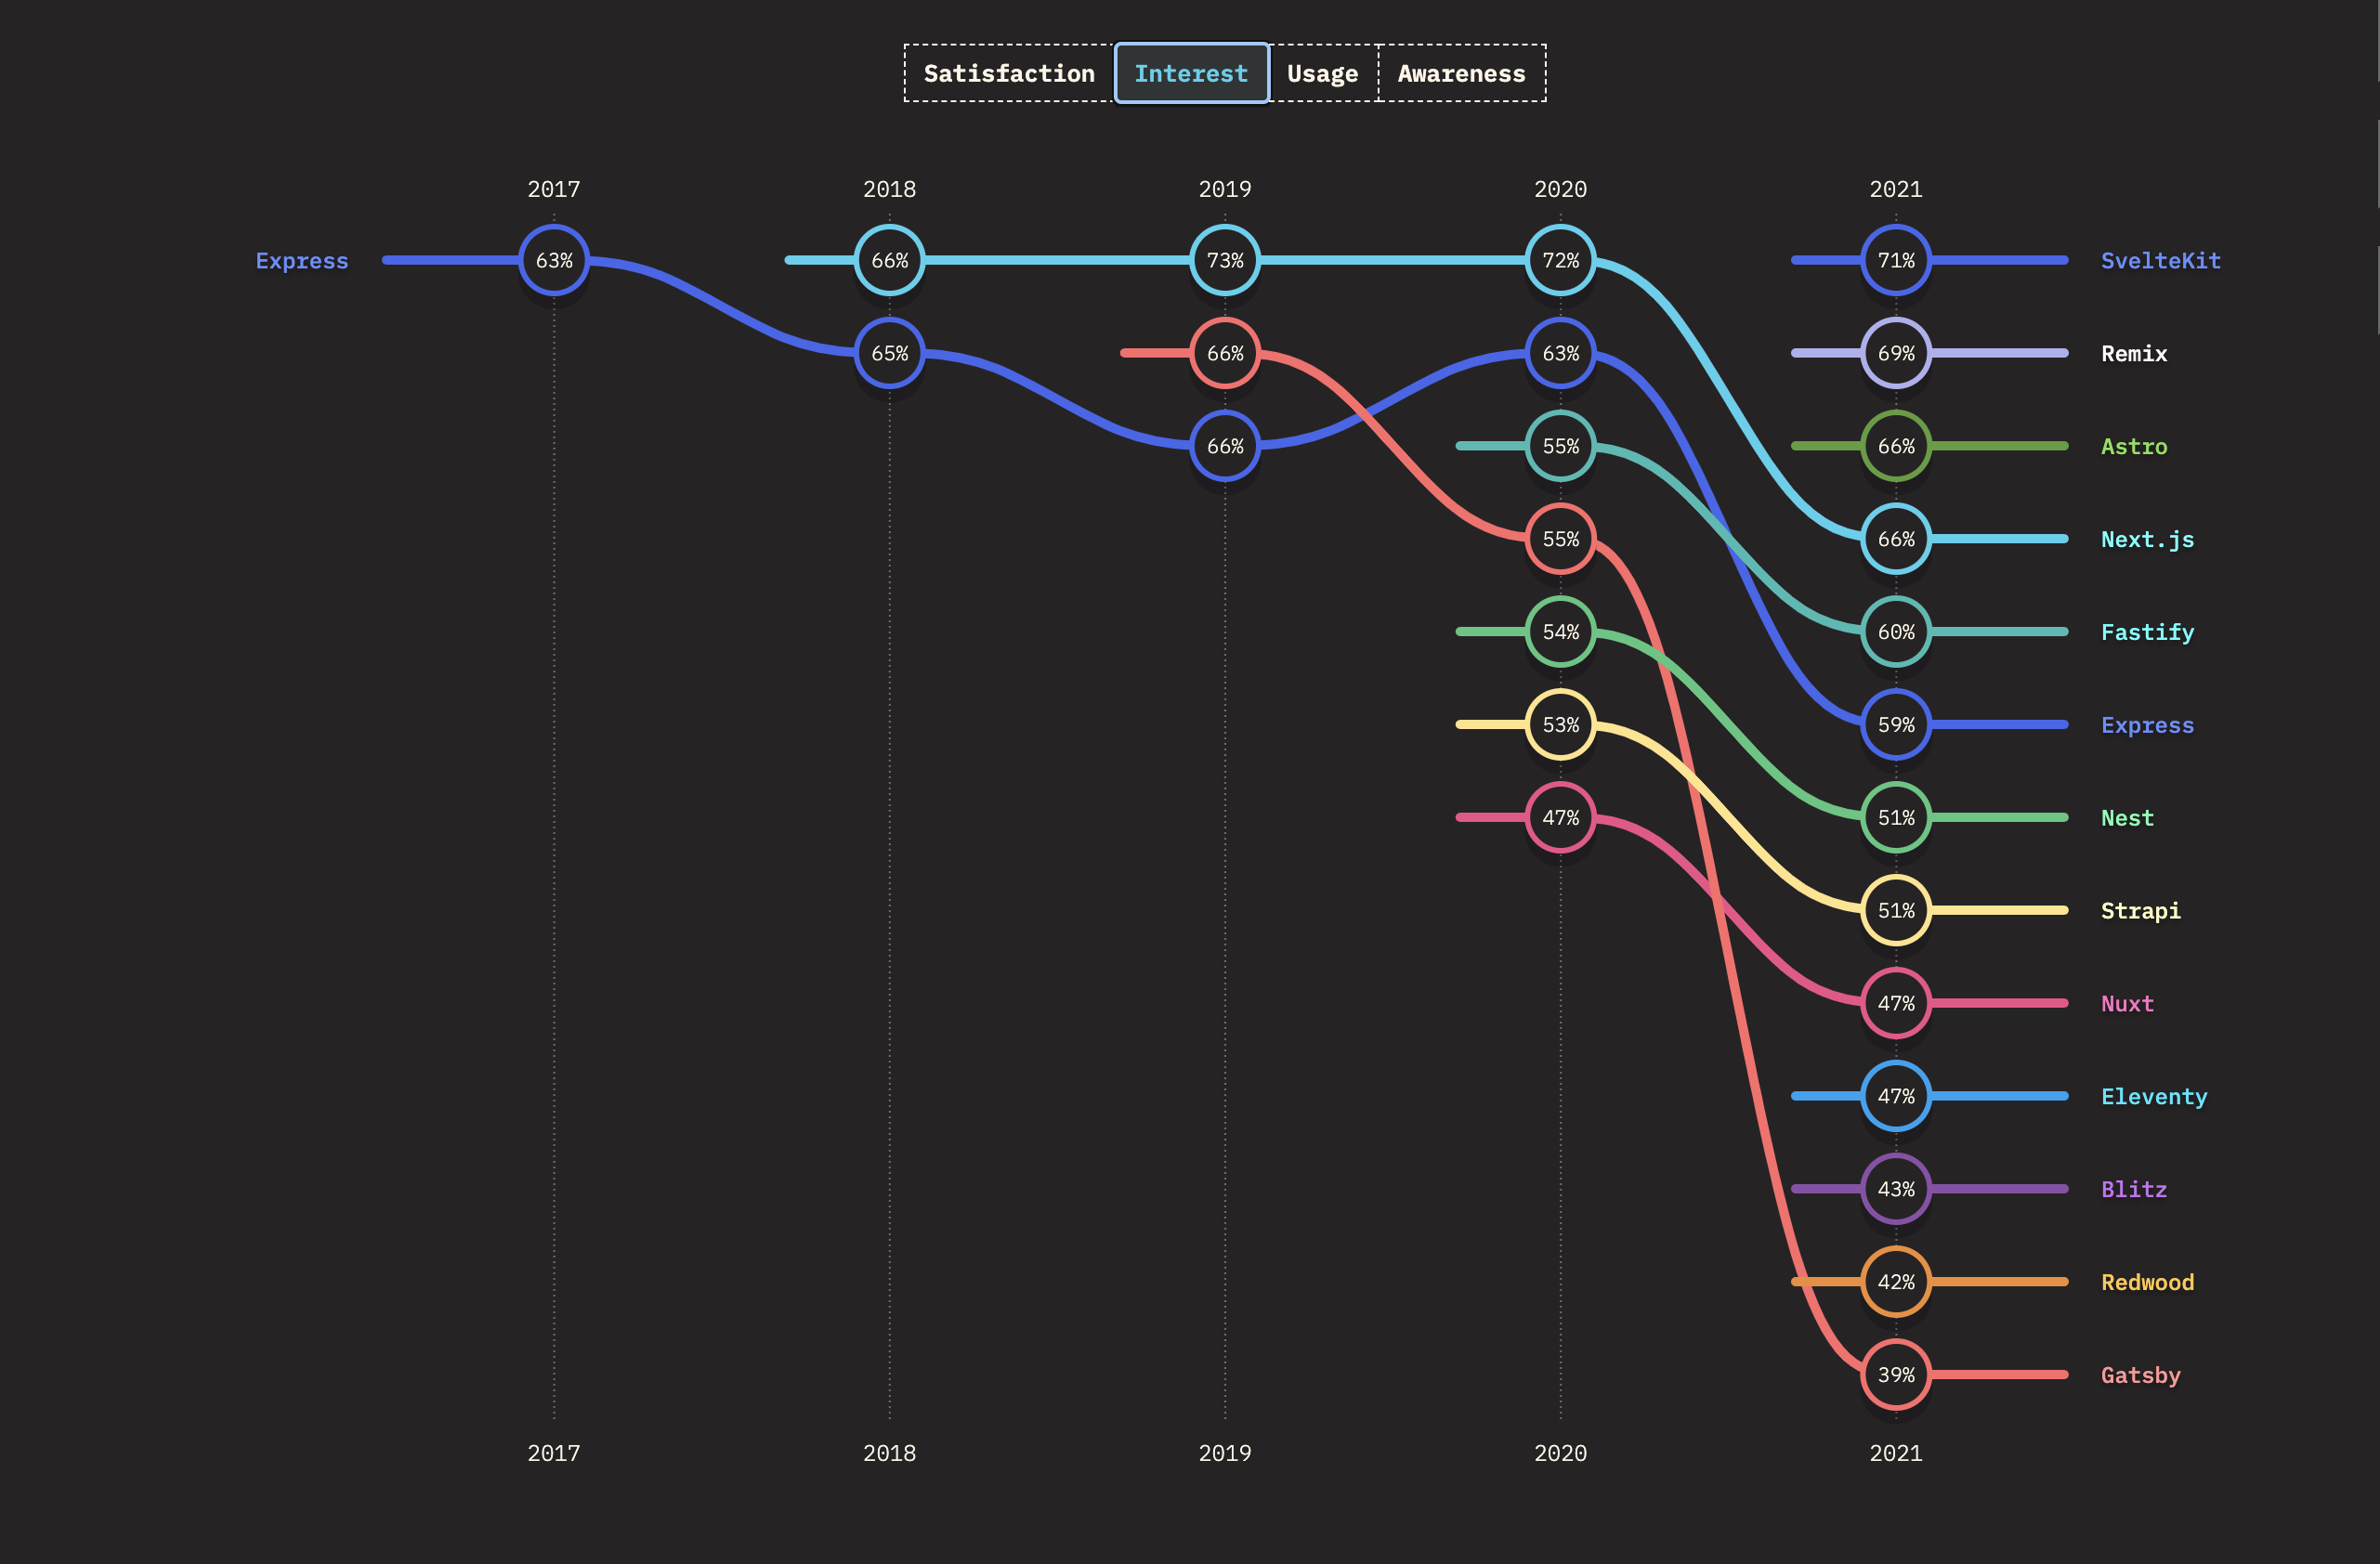 Satisfaction Interest Usage Awareness
2017 2018 2019 2020 2021
Express 63% 66% 73% 72% 71% SvelteKit
65% 66% 63% 69% Remix
66% 55% 66% Astro
55% 66% Next.js
54% 60% Fastify
53% 59% Express
47% 51% Nest
51% Strapi
47% Nuxt
47% Eleventy
43% Blitz
42% Redwood
39% Gatsby
2017 2018 2019 2020 2021